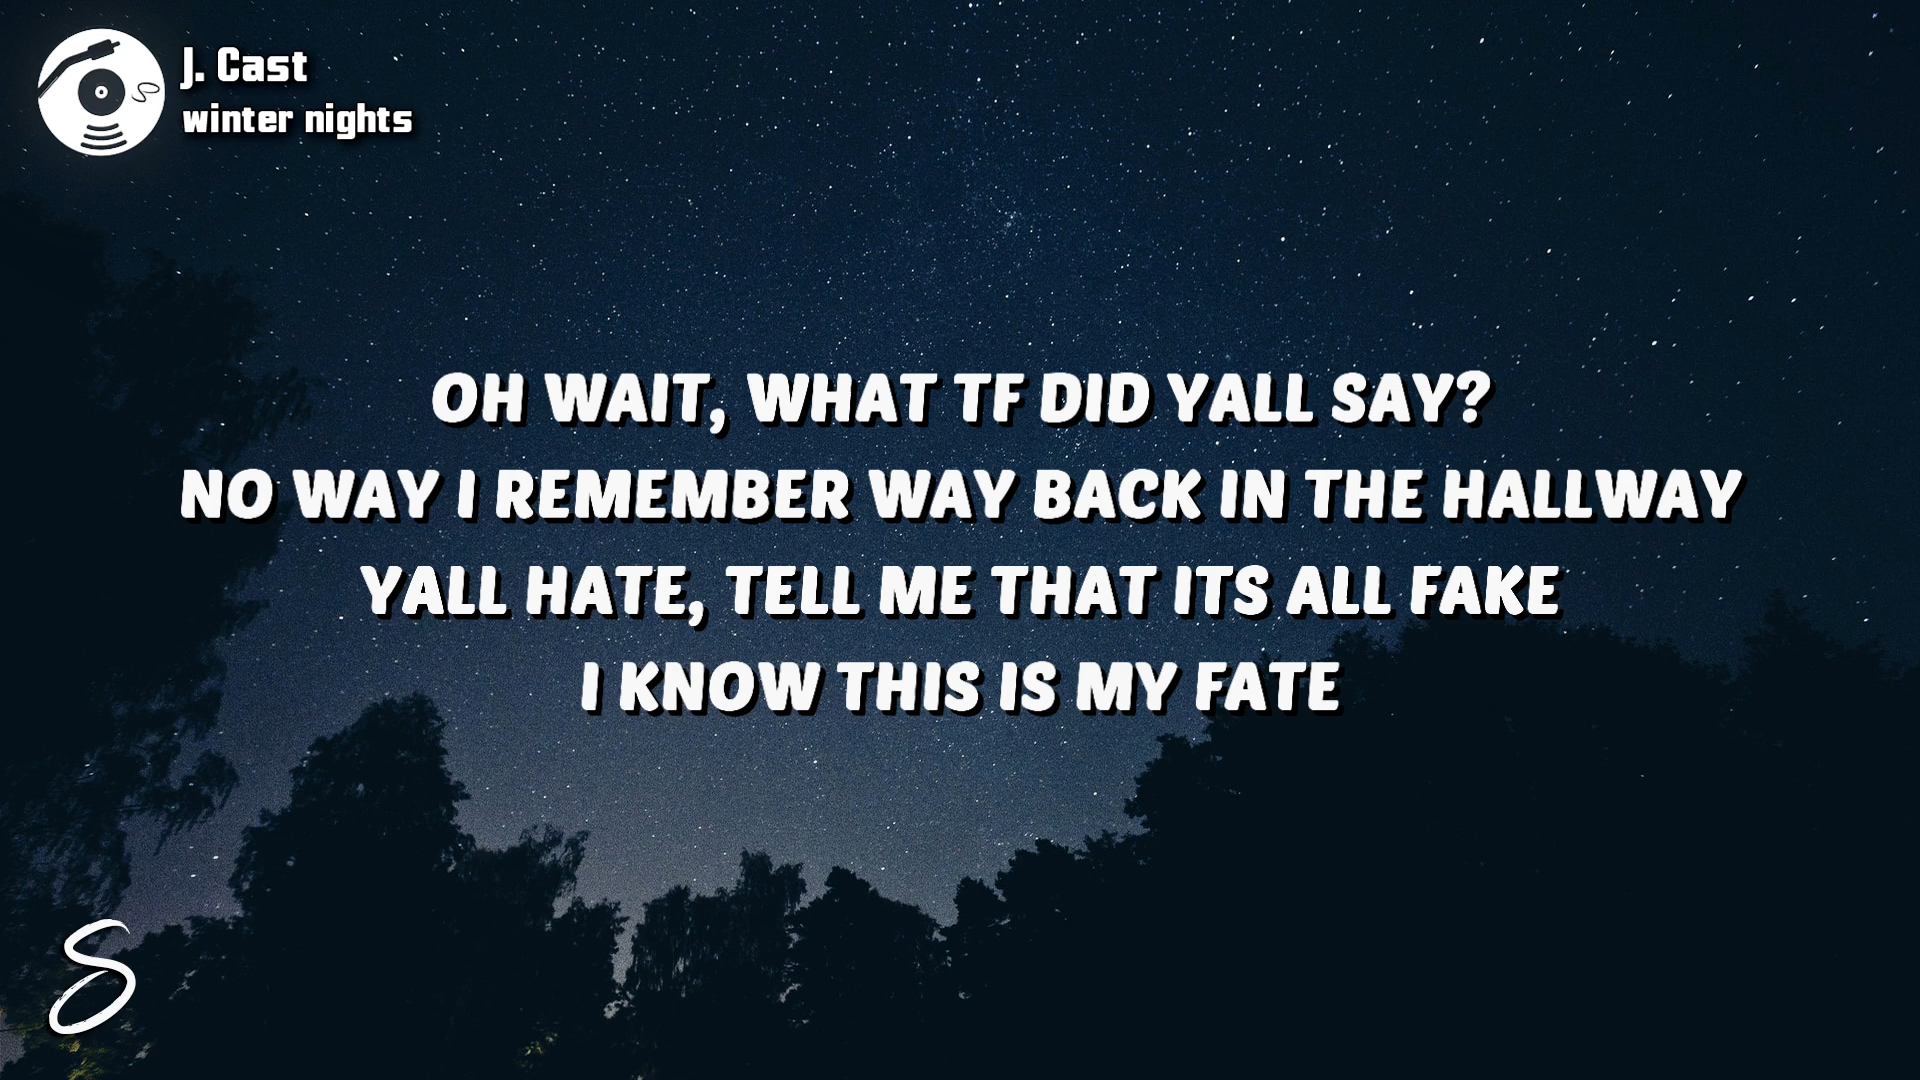 J. Cast
winter nights
OH WAIT, WHAT TF DID YALL SAY?
NO WAY I REMEMBER WAY BACK IN THE HALLWAY
YALL HATE, TELL ME THAT ITS ALL FAKE
I KNOW THIS IS MY FATE
S